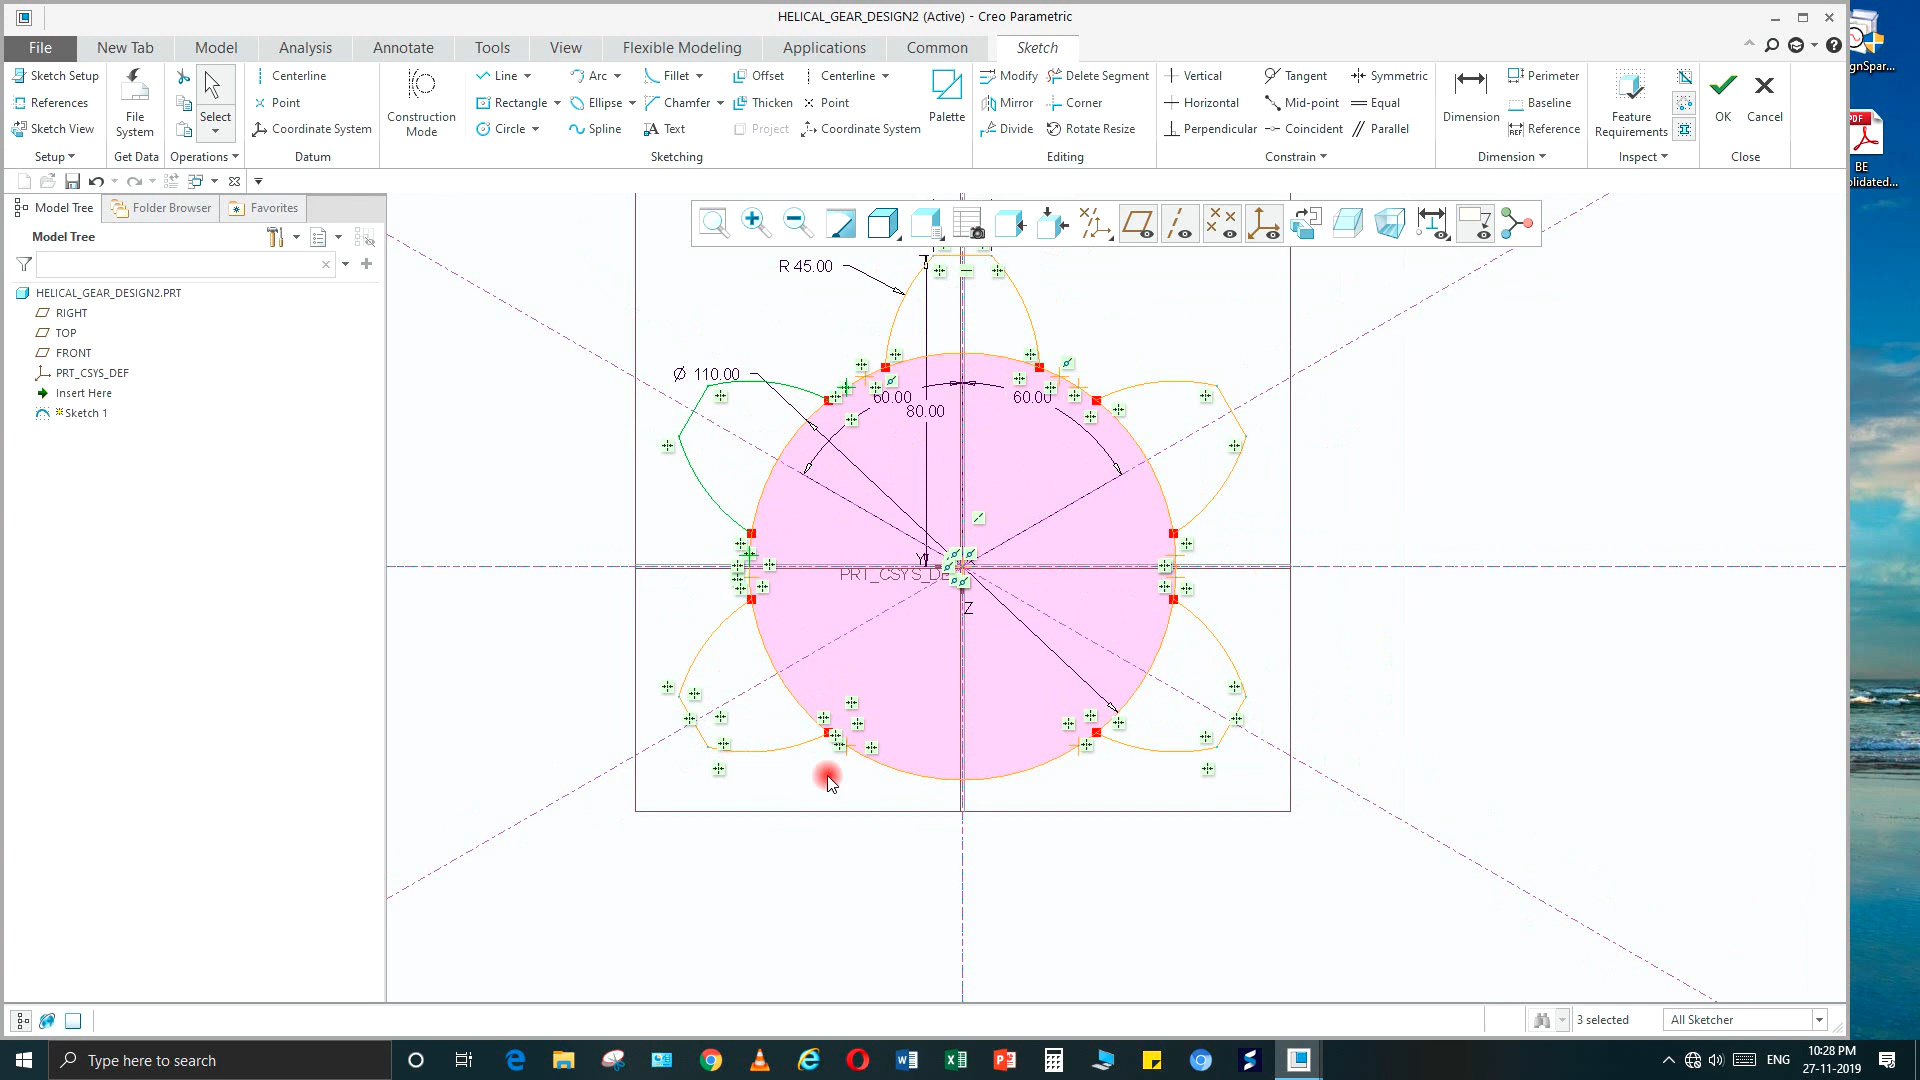 HELICAL_GEAR_DESIGN2 (Active) - Creo Parametric
File New Tab Model Analysis Annotate Tools View Flexible Modeling Applications Common Sketch
Sketch Setup
References
Sketch View
Setup
File System
Get Data
Select
Operations
Centerline
Point
Coordinate System
Datum
Construction Mode
Line Arc Fillet Offset Centerline
Rectangle Ellipse Chamfer Thicken Point
Circle Spline Text Project Coordinate System
Palette
Sketching
Modify Delete Segment
Mirror Corner
Divide Rotate Resize
Editing
Vertical Tangent Symmetric
Horizontal Mid-point Equal
Perpendicular Coincident Parallel
Constrain
Dimension
Perimeter
Baseline
Reference
Dimension
Feature Requirements
Inspect
OK Cancel
Close
Model Tree Folder Browser Favorites
Model Tree
HELICAL_GEAR_DESIGN2.PRT
RIGHT
TOP
FRONT
PRT_CSYS_DEF
Insert Here
Sketch 1
R 45.00
Ø 110.00
60.00
80.00
60.00
Y
PRT_CSYS_DE
Z
3 selected
All Sketcher
gnSpar...
PDF
BE
olidated...
Type here to search
ENG
10:28 PM
27-11-2019